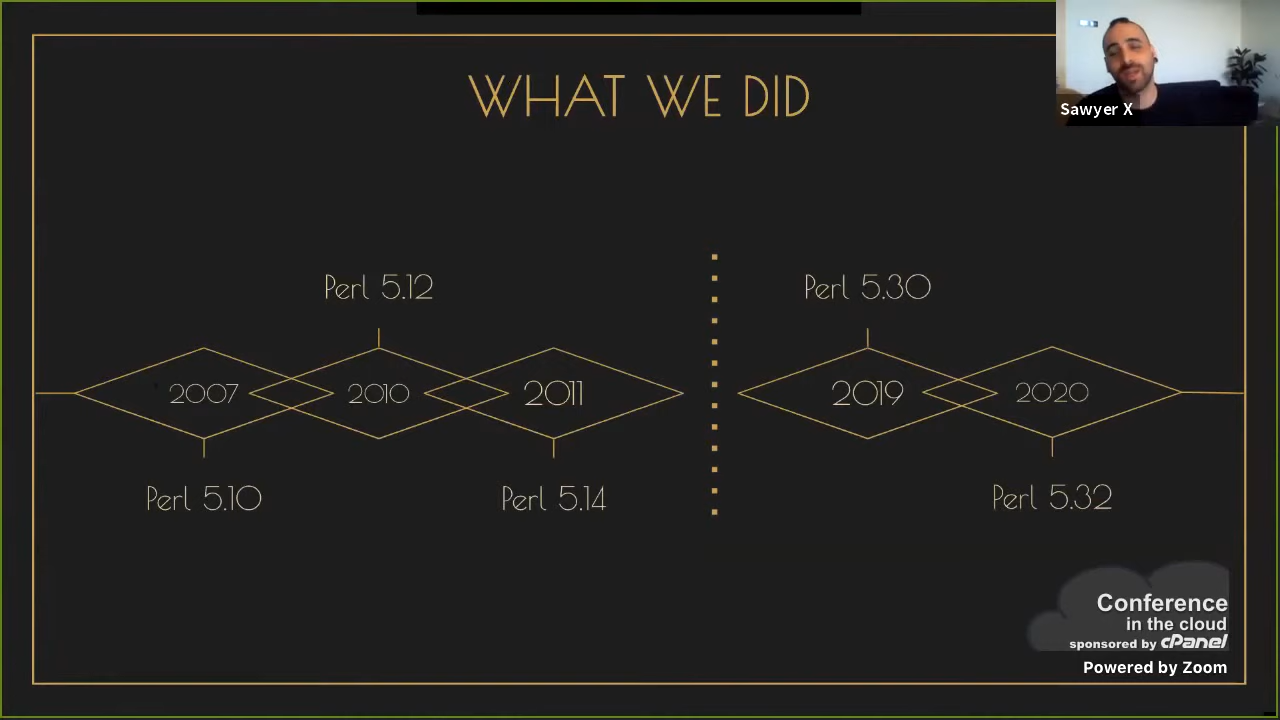 WHAT WE DID
Sawyer X
Perl 5.12
Perl 5.30
2007
2010
2011
2019
2020
Perl 5.10
Perl 5.14
Perl 5.32
Conference
in the cloud
sponsored by cPanel
Powered by Zoom